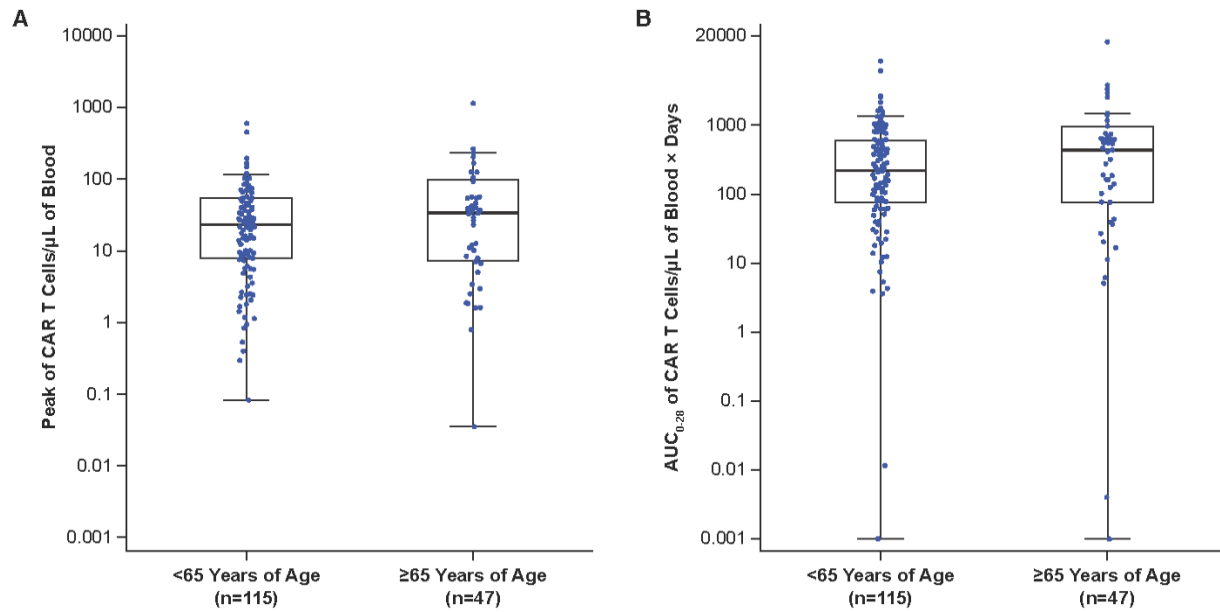 A
Peak of CAR T Cells/μL of Blood
10000
1000
100
10
1
0.1
0.01
0.001
<65 Years of Age
(n=115)
≥65 Years of Age
(n=47)
B
AUC0-28 of CAR T Cells/μL of Blood × Days
20000
1000
100
10
1
0.1
0.01
0.001
<65 Years of Age
(n=115)
≥65 Years of Age
(n=47)